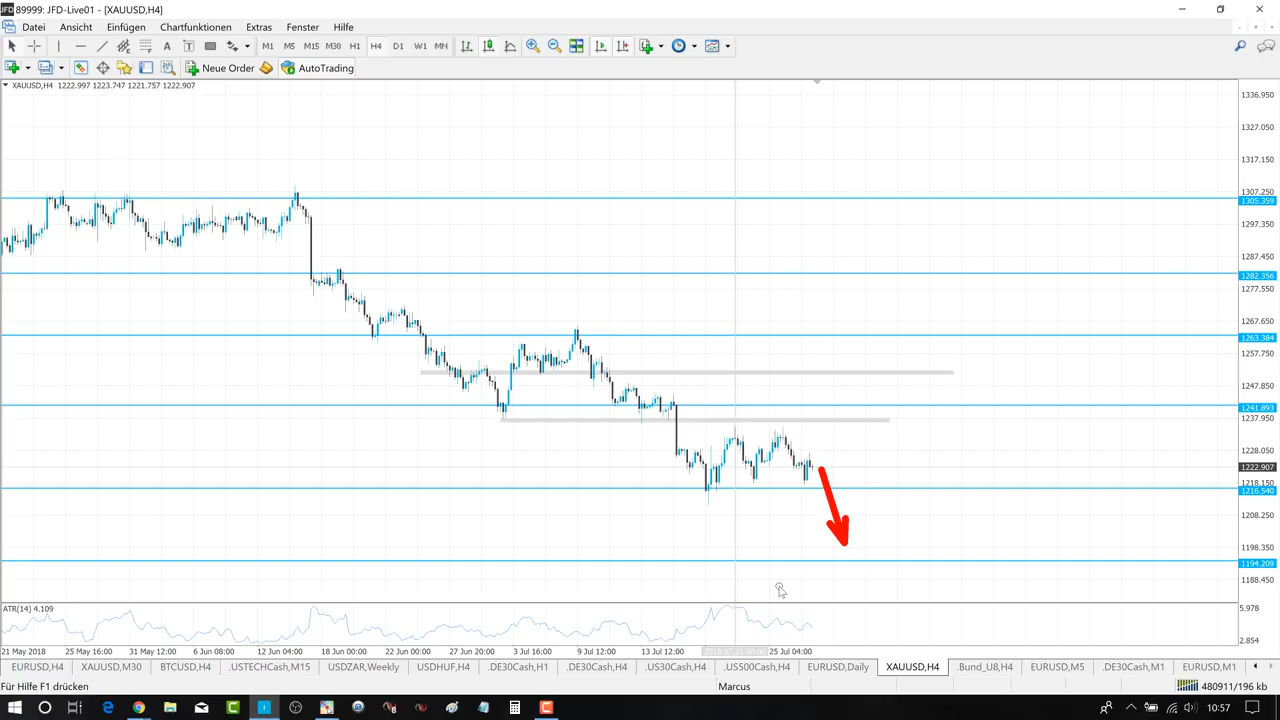 89999: JFD-Live01 - [XAUUSD,H4]
Datei Ansicht Einfügen Chartfunktionen Extras Fenster Hilfe
A T M1 M5 M15 M30 H1 H4 D1 W1 MN
New Order AutoTrading
XAUUSD,H4 1222.997 1223.747 1221.757 1222.907
1336.950
1327.050
1317.150
1307.250
1305.359
1297.350
1287.450
1282.356
1277.550
1267.650
1263.384
1257.750
1247.850
1241.893
1237.950
1228.050
1222.907
1218.150
1216.540
1208.250
1198.350
1194.209
1188.450
ATR(14) 4.109
5.978
2.854
21 May 2018 25 May 16:00 31 May 12:00 6 Jun 08:00 12 Jun 04:00 18 Jun 00:00 22 Jun 00:00 27 Jun 20:00 3 Jul 16:00 9 Jul 12:00 13 Jul 12:00 25 Jul 04:00
EURUSD,H4 XAUUSD,M30 BTCUSD,H4 .USTECHCash,M15 USDZAR,Weekly USDHUF,H4 .DE30Cash,H1 .DE30Cash,H4 .US30Cash,H4 .US500Cash,H4 EURUSD,Daily XAUUSD,H4 .Bund_U8,H4 EURUSD,M5 .DE30Cash,M1 EURUSD,M1
Für Hilfe F1 drücken Marcus 480911/196 kb
10:57